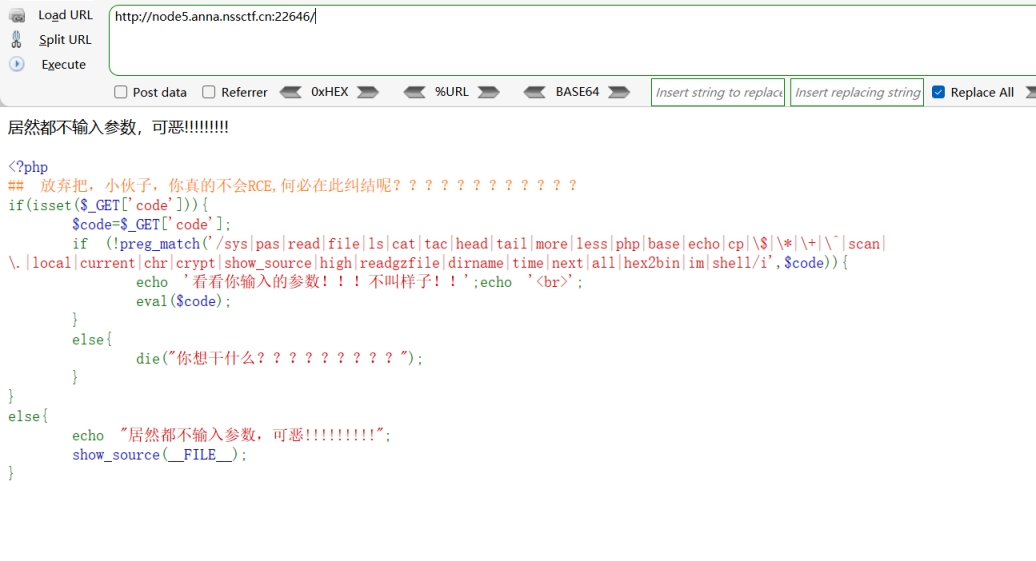 Load URL
http://node5.anna.nssctf.cn:22646/
Split URL
Execute
Post data Referrer 0xHEX %URL BASE64 Insert string to replace Insert replacing string Replace All
居然都不输入参数，可恶!!!!!!!!!
<?php
## 放弃把，小伙子，你真的不会RCE,何必在此纠结呢？？？？？？？？？？？？
if(isset($_GET['code'])){
$code=$_GET['code'];
if (!preg_match('/sys|pas|read|file|ls|cat|tac|head|tail|more|less|php|base|echo|cp|\$|\*|\+|\^|scan|
\.|local|current|chr|crypt|show_source|high|readgzfile|dirname|time|next|all|hex2bin|im|shell/i',$code)){
echo '看看你输入的参数！！！不叫样子！！';echo '<br>';
eval($code);
}
else{
die("你想干什么？？？？？？？？？");
}
}
else{
echo "居然都不输入参数，可恶!!!!!!!!!";
show_source(__FILE__);
}